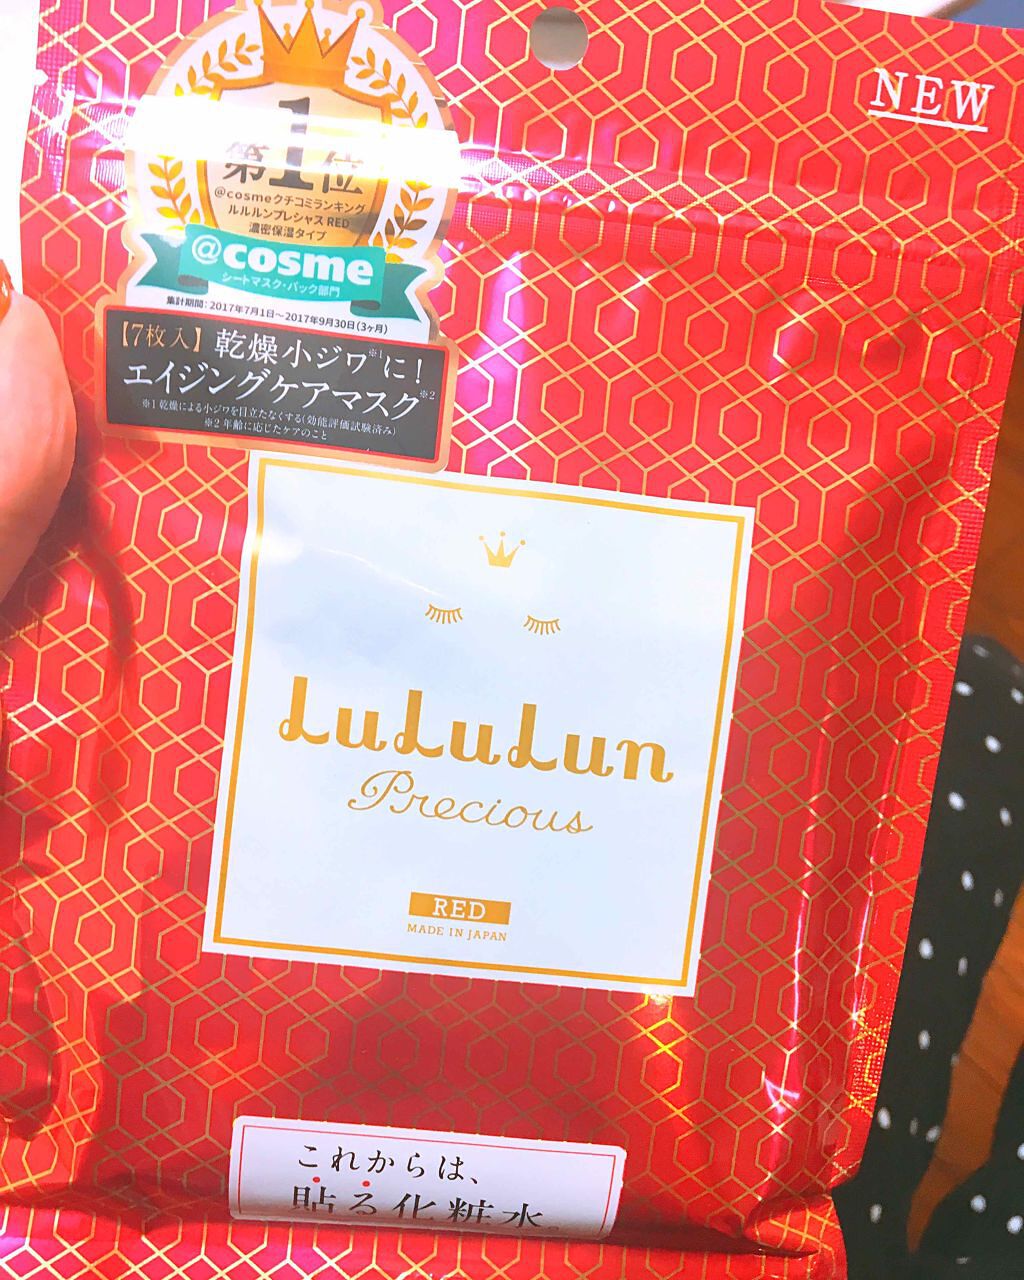 NEW
第1位
@cosmeクチコミランキング
ルルルンプレシャス RED
濃密保湿タイプ
@cosme
シートマスク・パック部門
集計期間：2017年7月1日〜2017年9月30日(3ヶ月)
【7枚入】乾燥小ジワ※1に！
エイジングケアマスク※2
※1 乾燥による小ジワを目立たなくする(効能評価試験済み)
※2 年齢に応じたケアのこと
LuLuLun
Precious
RED
MADE IN JAPAN
これからは、
貼る化粧水。